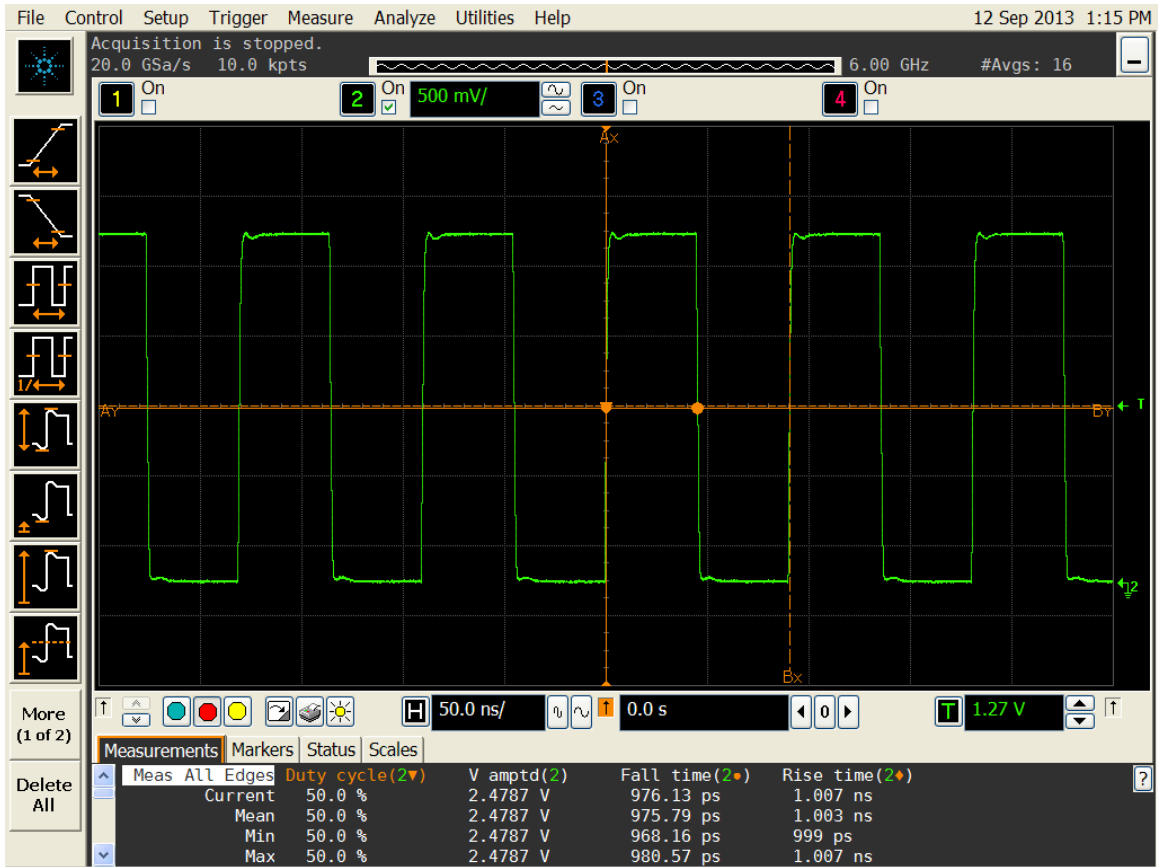 File Control Setup Trigger Measure Analyze Utilities Help 12 Sep 2013 1:15 PM
Acquisition is stopped.
20.0 GSa/s 10.0 kpts 6.00 GHz #Avgs: 16
1 On 2 On 500 mV/ 3 On 4 On
Ax
1/
AY BY T
2
Bx
More
(1 of 2)
H 50.0 ns/ 0.0 s 0 T 1.27 V
Measurements Markers Status Scales
Delete
All
Meas All Edges Duty cycle(2▼) V amptd(2) Fall time(2●) Rise time(2♦) ?
Current 50.0 % 2.4787 V 976.13 ps 1.007 ns
Mean 50.0 % 2.4787 V 975.79 ps 1.003 ns
Min 50.0 % 2.4787 V 968.16 ps 999 ps
Max 50.0 % 2.4787 V 980.57 ps 1.007 ns